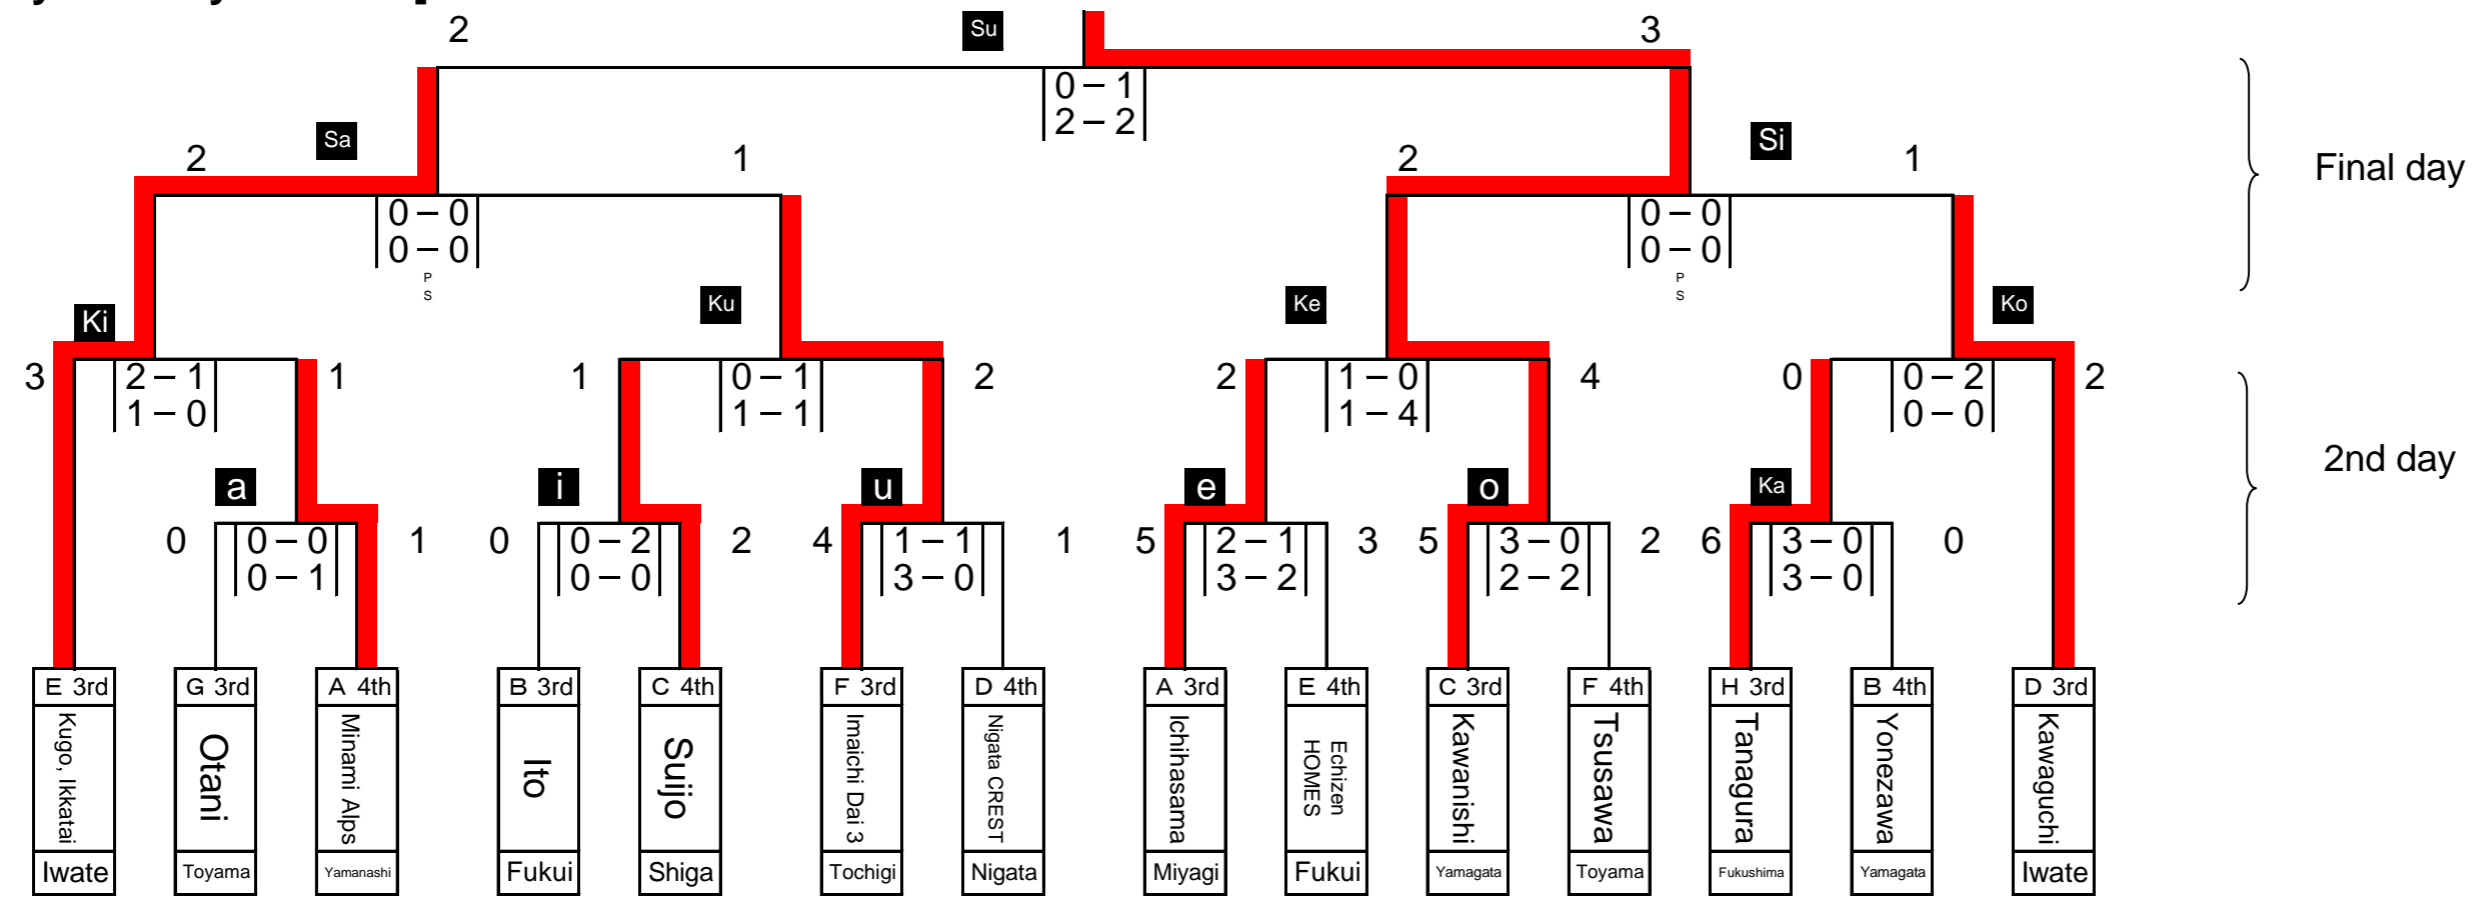 2 Su 3
0 – 1
2 – 2
Sa Si
2 1 2 1
0 – 0 0 – 0
0 – 0 0 – 0
P P
S S
Final day
Ki Ku Ke Ko
3 2 – 1 1 1 0 – 1 2 2 1 – 0 4 0 0 – 2 2
1 – 0 1 – 1 1 – 4 0 – 0
2nd day
a i u e o Ka
0 0 – 0 1 0 0 – 2 2 4 1 – 1 1 5 2 – 1 3 5 3 – 0 2 6 3 – 0 0
0 – 1 0 – 0 3 – 0 3 – 2 2 – 2 3 – 0
E 3rd G 3rd A 4th B 3rd C 4th F 3rd D 4th A 3rd E 4th C 3rd F 4th H 3rd B 4th D 3rd
Kugo, Ikkatai
Otani
Minami Alps
Ito
Suijo
Imaichi Dai 3
Nigata CREST
Ichihasama
Echizen
HOMES
Kawanishi
Tsusawa
Tanagura
Yonezawa
Kawaguchi
Iwate Toyama Yamanashi Fukui Shiga Tochigi Nigata Miyagi Fukui Yamagata Toyama Fukushima Yamagata Iwate